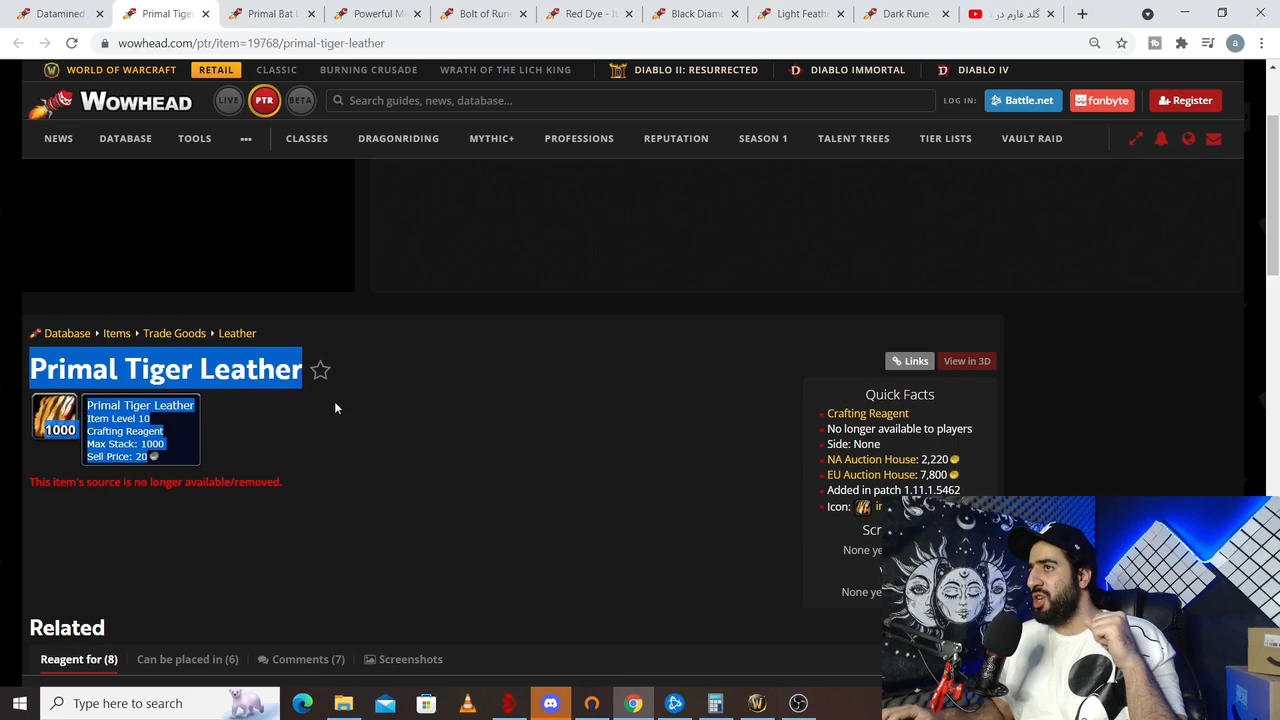 Datamined
Primal Tige
Primal Bat L
Powerful M
Bolt of Rune
Red Dye - It
Black Diam
Light Feathe
Dark Rune -
گلد فارم در د
wowhead.com/ptr/item=19768/primal-tiger-leather
a
WORLD OF WARCRAFT
RETAIL
CLASSIC
BURNING CRUSADE
WRATH OF THE LICH KING
DIABLO II: RESURRECTED
DIABLO IMMORTAL
DIABLO IV
WOWHEAD
LIVE
PTR
BETA
Search guides, news, database...
LOG IN:
Battle.net
fanbyte
Register
NEWS
DATABASE
TOOLS
CLASSES
DRAGONRIDING
MYTHIC+
PROFESSIONS
REPUTATION
SEASON 1
TALENT TREES
TIER LISTS
VAULT RAID
Database
Items
Trade Goods
Leather
Primal Tiger Leather
Links
View in 3D
1000
Primal Tiger Leather
Item Level 10
Crafting Reagent
Max Stack: 1000
Sell Price: 20
This item's source is no longer available/removed.
Quick Facts
Crafting Reagent
No longer available to players
Side: None
NA Auction House: 2,220
EU Auction House: 7,800
Added in patch 1.11.1.5462
Icon: in
Scr
None ye
None ye
Related
Reagent for (8)
Can be placed in (6)
Comments (7)
Screenshots
Type here to search